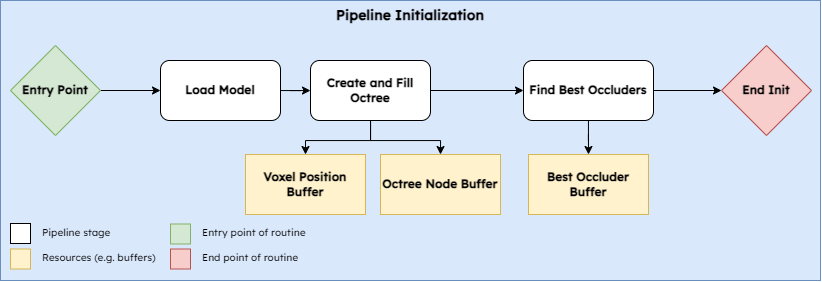 Pipeline Initialization
Entry Point
Load Model
Create and Fill
Octree
Find Best Occluders
End Init
Voxel Position
Buffer
Octree Node Buffer
Best Occluder
Buffer
Pipeline stage
Entry point of routine
Resources (e.g. buffers)
End point of routine